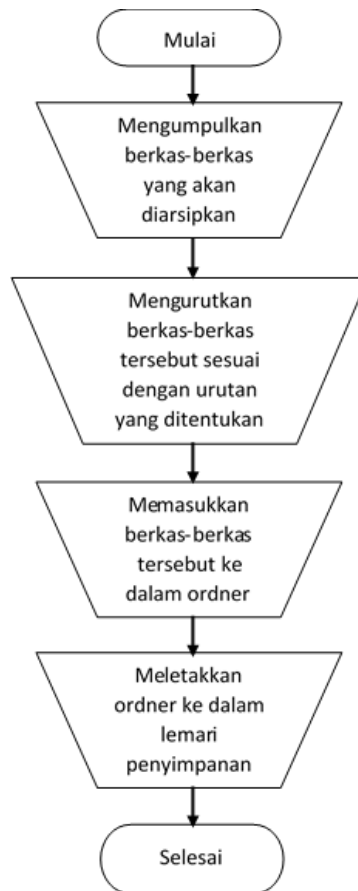 Mulai
Mengumpulkan
berkas-berkas
yang akan
diarsipkan
Mengurutkan
berkas-berkas
tersebut sesuai
dengan urutan
yang ditentukan
Memasukkan
berkas-berkas
tersebut ke
dalam ordner
Meletakkan
ordner ke dalam
lemari
penyimpanan
Selesai